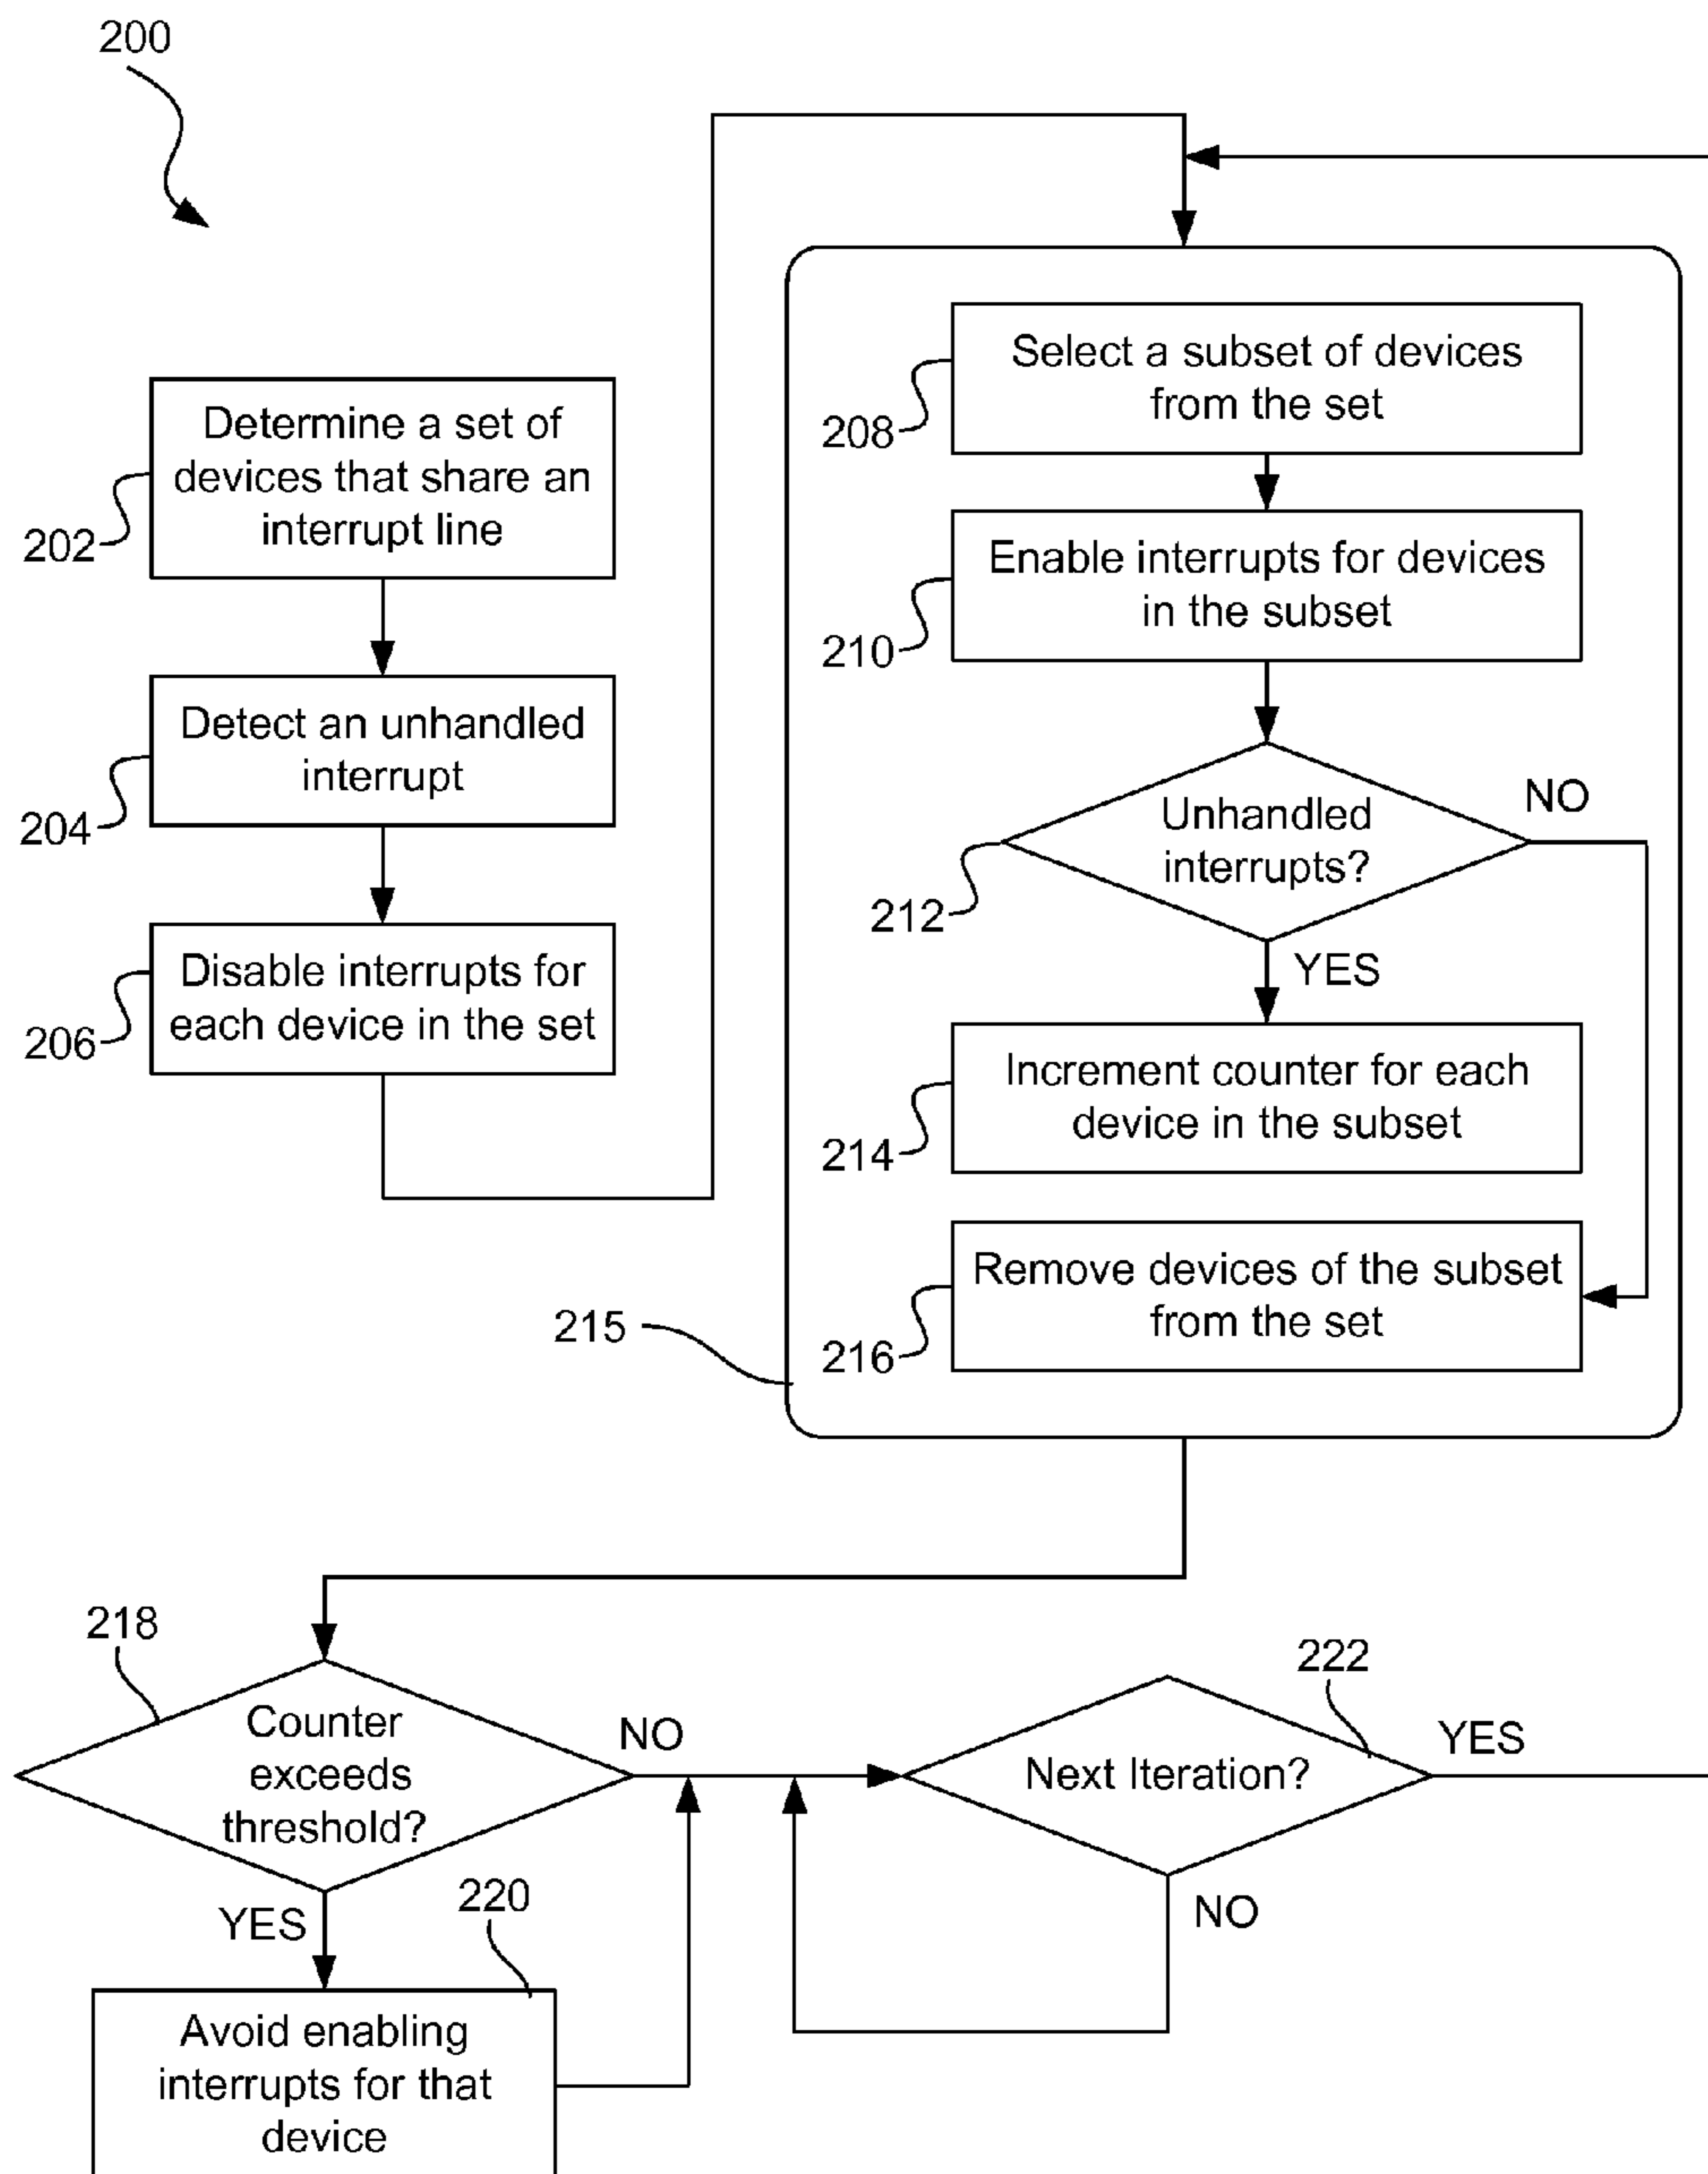 200
Determine a set of
devices that share an
interrupt line
202
Detect an unhandled
interrupt
204
Disable interrupts for
each device in the set
206
Select a subset of devices
from the set
208
Enable interrupts for devices
in the subset
210
Unhandled
interrupts?
NO
212
YES
Increment counter for each
device in the subset
214
Remove devices of the subset
from the set
215
216
218
Counter
exceeds
threshold?
NO
YES
220
Avoid enabling
interrupts for that
device
222
Next Iteration?
YES
NO